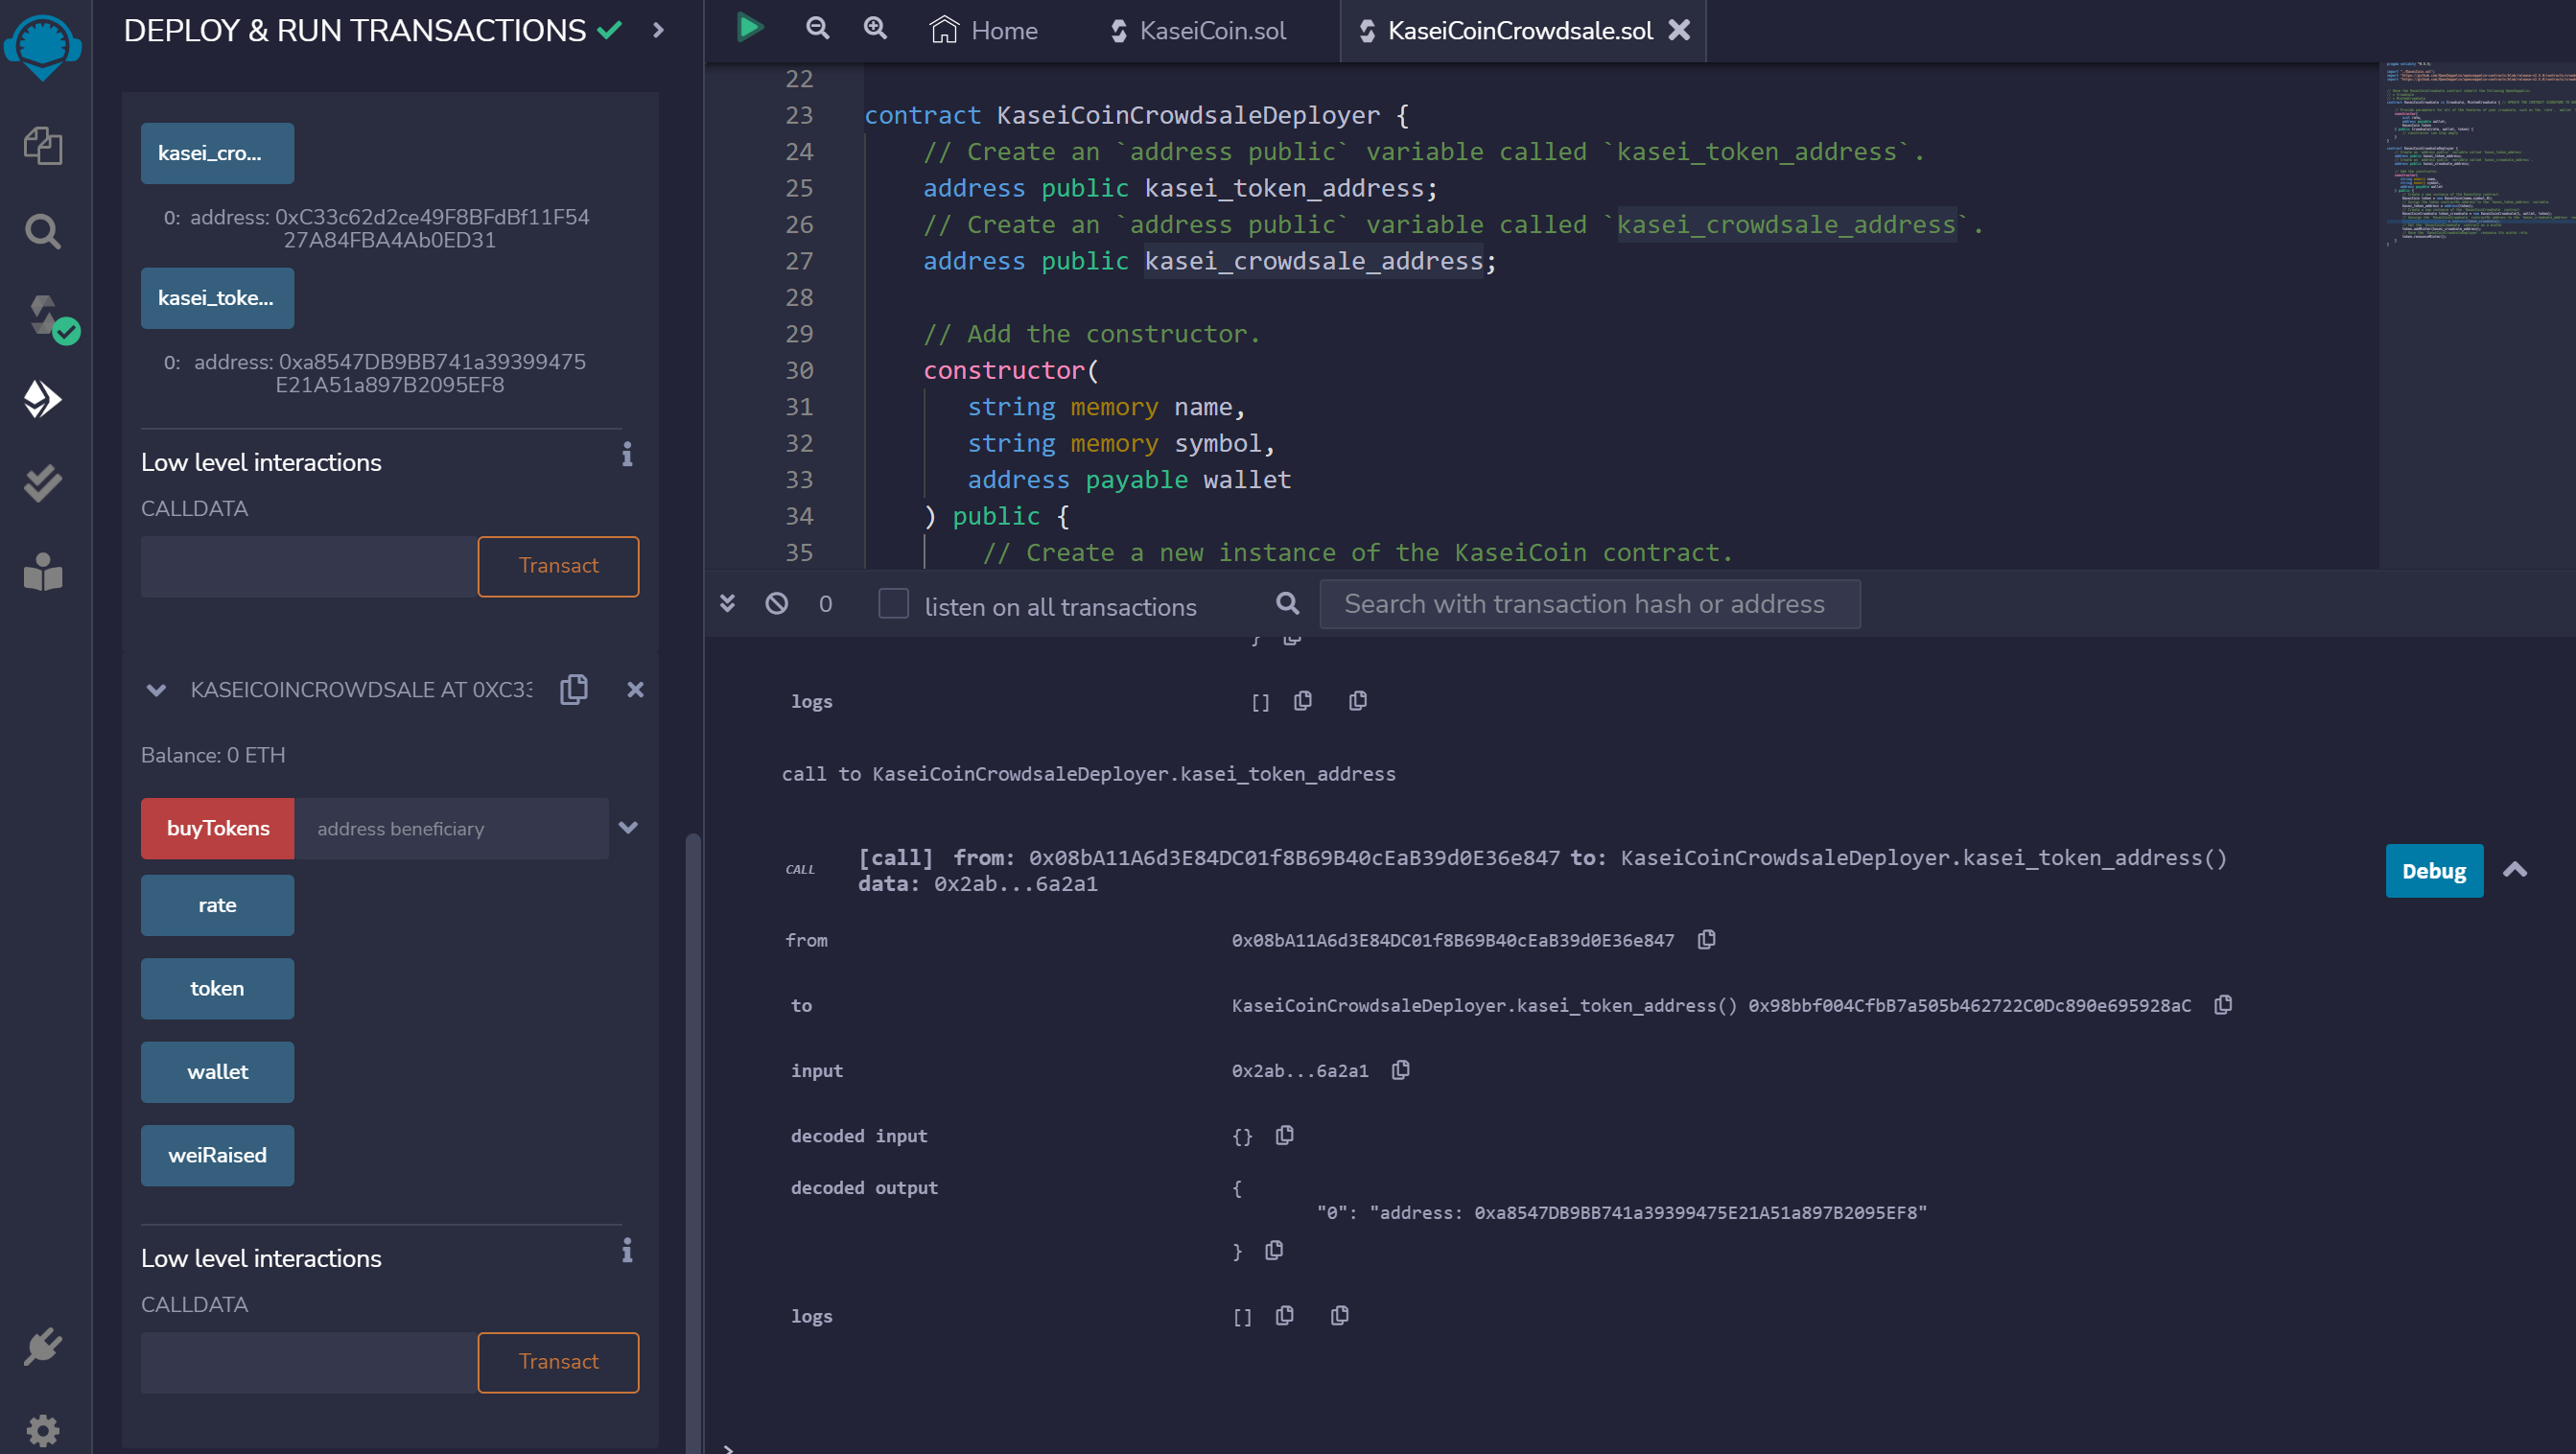 DEPLOY & RUN TRANSACTIONS
kasei_cro...
0: address: 0xC33c62d2ce49F8BFdBf11F54
27A84FBA4Ab0ED31
kasei_toke...
0: address: 0xa8547DB9BB741a39399475
E21A51a897B2095EF8
Low level interactions
CALLDATA
Transact
KASEICOINCROWDSALE AT 0XC33
Balance: 0 ETH
buyTokens address beneficiary
rate
token
wallet
weiRaised
Low level interactions
CALLDATA
Transact
Home KaseiCoin.sol KaseiCoinCrowdsale.sol
22
23 contract KaseiCoinCrowdsaleDeployer {
24 // Create an `address public` variable called `kasei_token_address`.
25 address public kasei_token_address;
26 // Create an `address public` variable called `kasei_crowdsale_address`.
27 address public kasei_crowdsale_address;
28
29 // Add the constructor.
30 constructor(
31 string memory name,
32 string memory symbol,
33 address payable wallet
34 ) public {
35 // Create a new instance of the KaseiCoin contract.
0 listen on all transactions Search with transaction hash or address
}
logs []
call to KaseiCoinCrowdsaleDeployer.kasei_token_address
CALL [call] from: 0x08bA11A6d3E84DC01f8B69B40cEaB39d0E36e847 to: KaseiCoinCrowdsaleDeployer.kasei_token_address()
data: 0x2ab...6a2a1
Debug
from 0x08bA11A6d3E84DC01f8B69B40cEaB39d0E36e847
to KaseiCoinCrowdsaleDeployer.kasei_token_address() 0x98bbf004CfbB7a505b462722C0Dc890e695928aC
input 0x2ab...6a2a1
decoded input {}
decoded output {
"0": "address: 0xa8547DB9BB741a39399475E21A51a897B2095EF8"
}
logs []
>